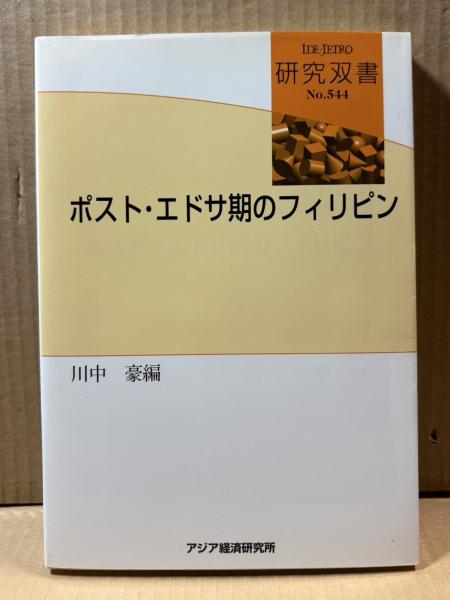 IDE-JETRO
研究双書
No.544
ポスト・エドサ期のフィリピン
川中 豪編
アジア経済研究所